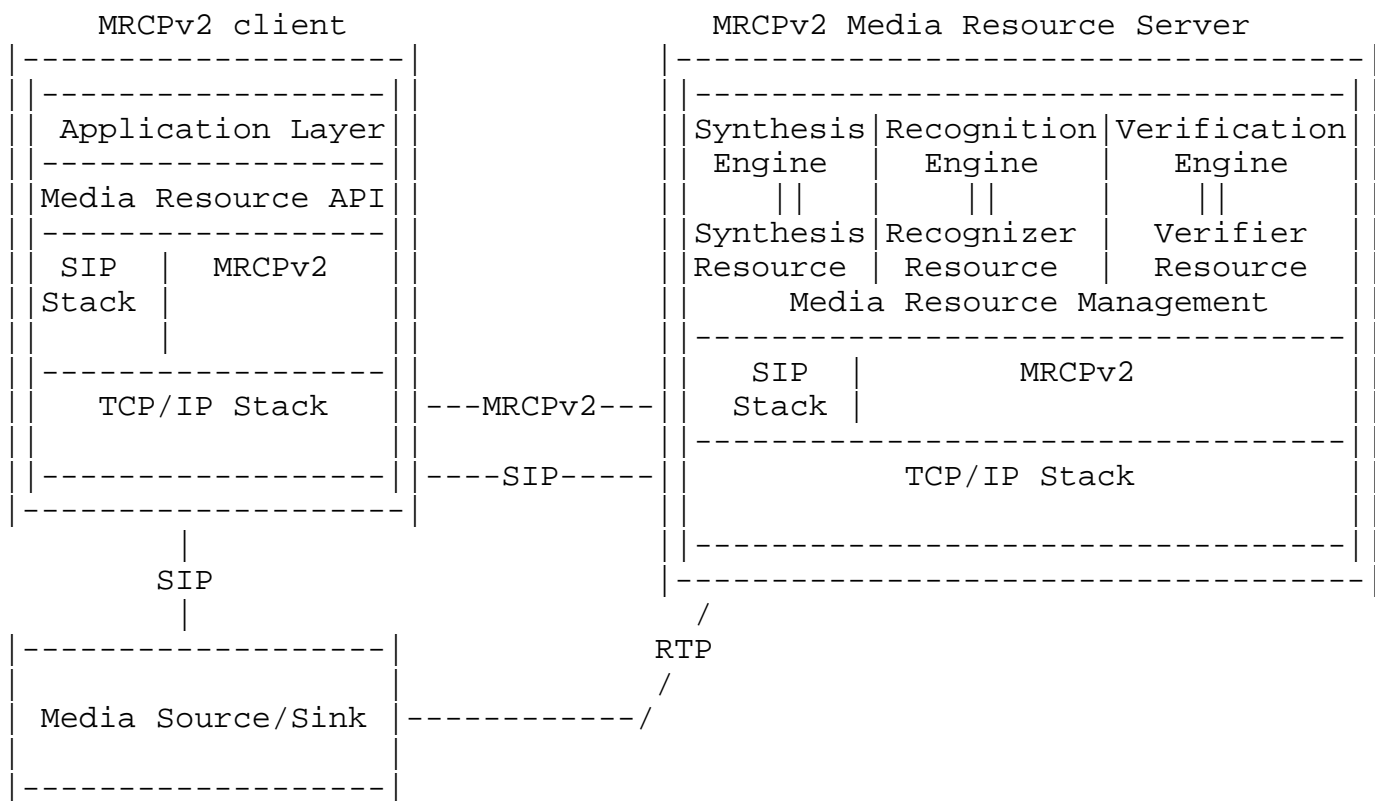 MRCPv2 client MRCPv2 Media Resource Server
Application Layer Synthesis Recognition Verification
Engine Engine Engine
Media Resource API
Synthesis Recognizer Verifier
SIP MRCPv2 Resource Resource Resource
Stack Media Resource Management
SIP MRCPv2
TCP/IP Stack ---MRCPv2--- Stack
----SIP----- TCP/IP Stack
SIP
RTP
Media Source/Sink